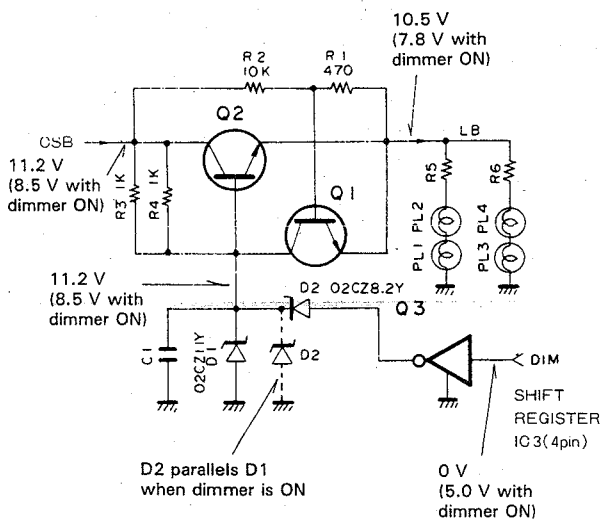 10.5 V
(7.8 V with
dimmer ON)
R2
10K
R1
470
Q2
CSB
LB
11.2 V
(8.5 V with
dimmer ON)
R3 1K
R4 1K
Q1
R5
R6
PL1 PL2
PL3 PL4
11.2 V
(8.5 V with
dimmer ON)
D2 02CZ8.2Y
Q3
C1
02CZ11Y
D1
D2
DIM
SHIFT
REGISTER
IC3(4pin)
D2 parallels D1
when dimmer is ON
0 V
(5.0 V with
dimmer ON)